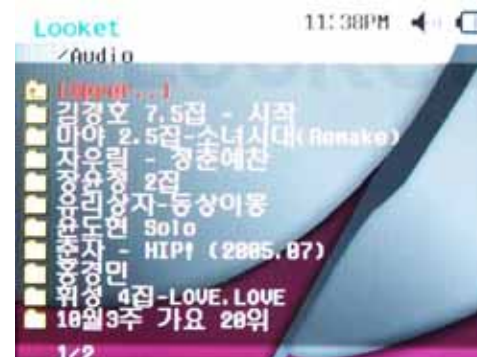 Looket 11:38PM
/Audio
[Upper..]
김경호 7.5집 - 시작
마야 2.5집-소녀시대(Remake)
자우림 - 청춘예찬
장윤정 2집
유리상자-동상이몽
윤도현 Solo
춘자 - HIP! (2005.07)
홍경민
휘성 4집-LOVE.LOVE
10월3주 가요 20위
1/2